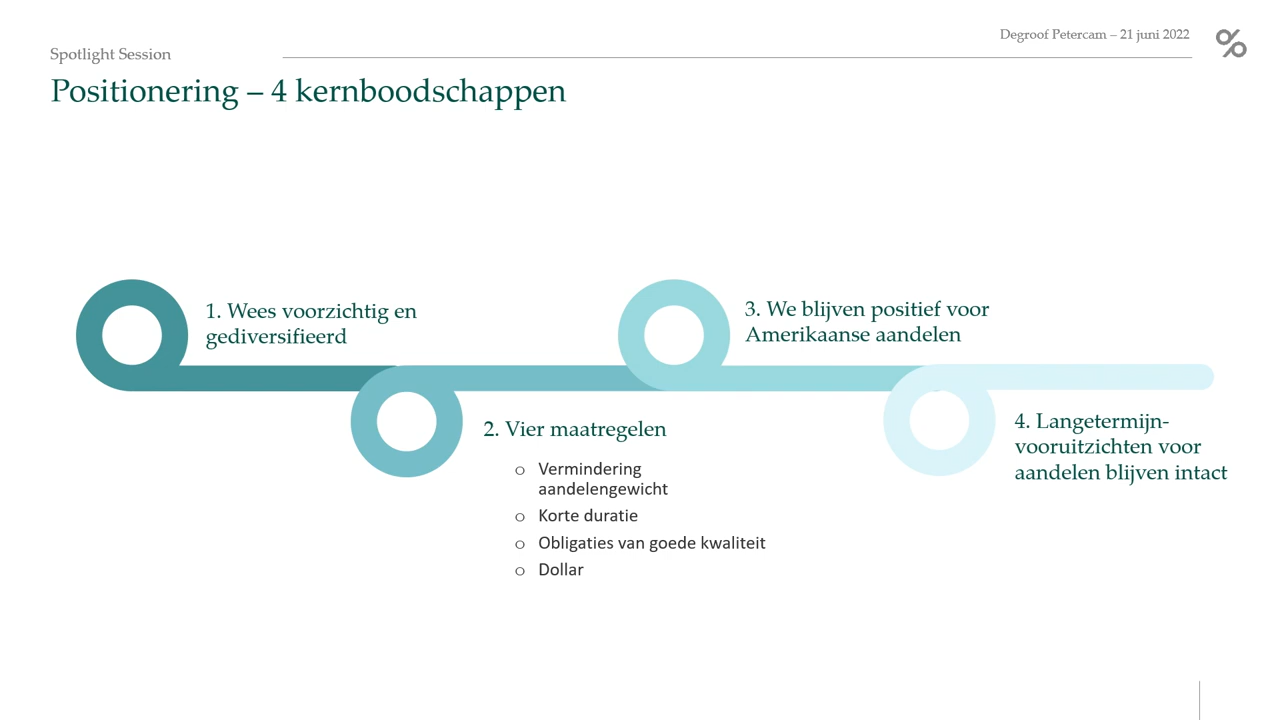 Degroof Petercam – 21 juni 2022
Spotlight Session
Positionering – 4 kernboodschappen
1. Wees voorzichtig en
gediversifieerd
2. Vier maatregelen
o Vermindering
aandelengewicht
o Korte duratie
o Obligaties van goede kwaliteit
o Dollar
3. We blijven positief voor
Amerikaanse aandelen
4. Langetermijn-
vooruitzichten voor
aandelen blijven intact